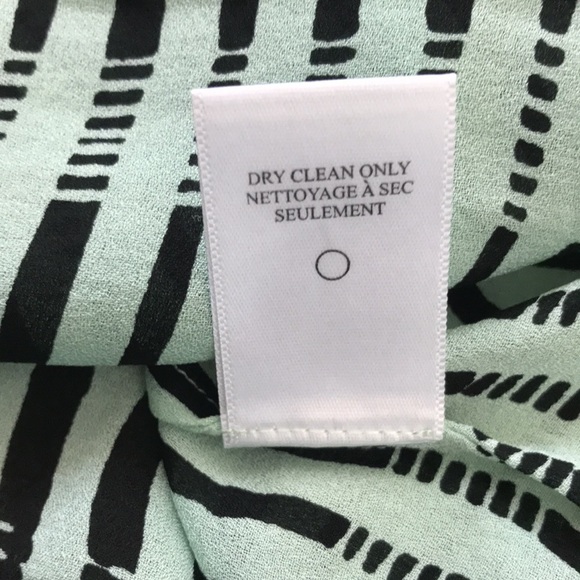 DRY CLEAN ONLY
NETTOYAGE À SEC
SEULEMENT